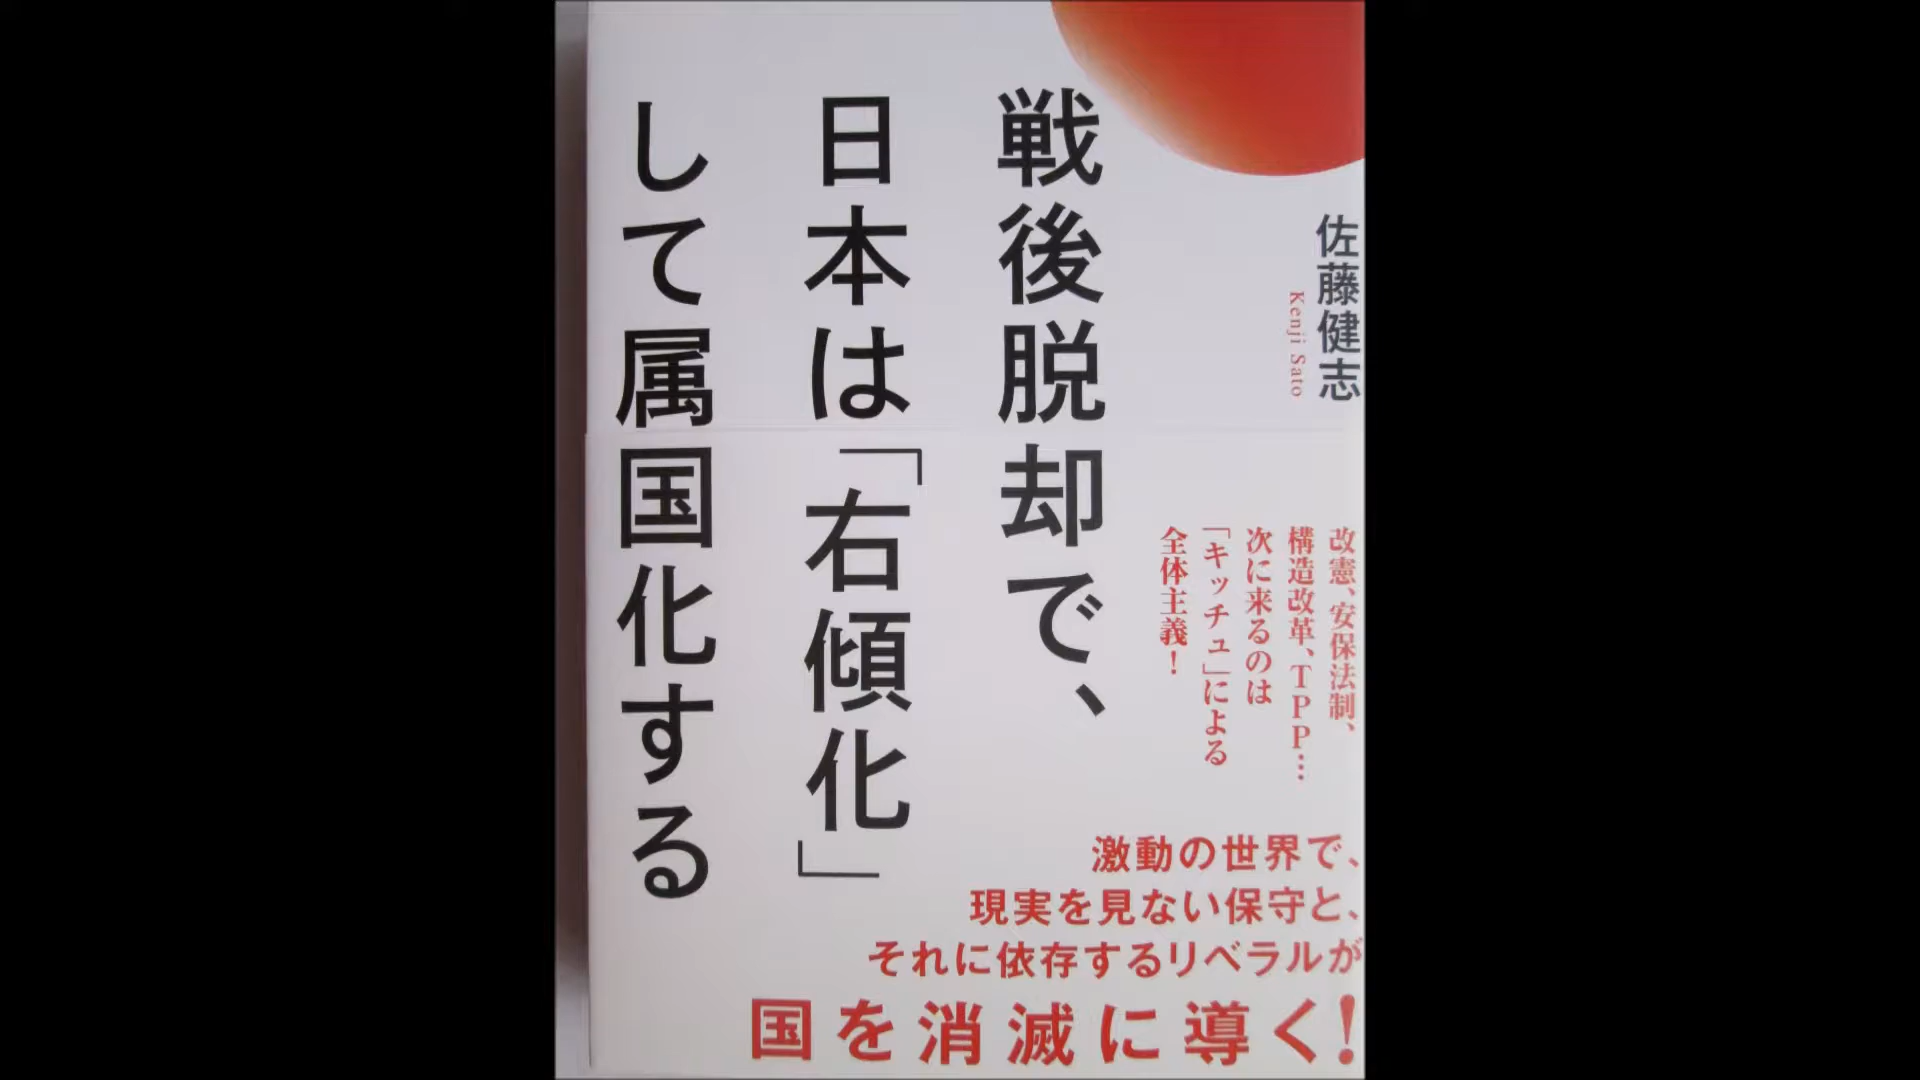 戦後脱却で、
日本は「右傾化」
して属国化する
佐藤健志
Kenji Sato
改憲、安保法制、
構造改革、TPP…
次に来るのは
「キッチュ」による
全体主義!
激動の世界で、
現実を見ない保守と、
それに依存するリベラルが
国を消滅に導く!